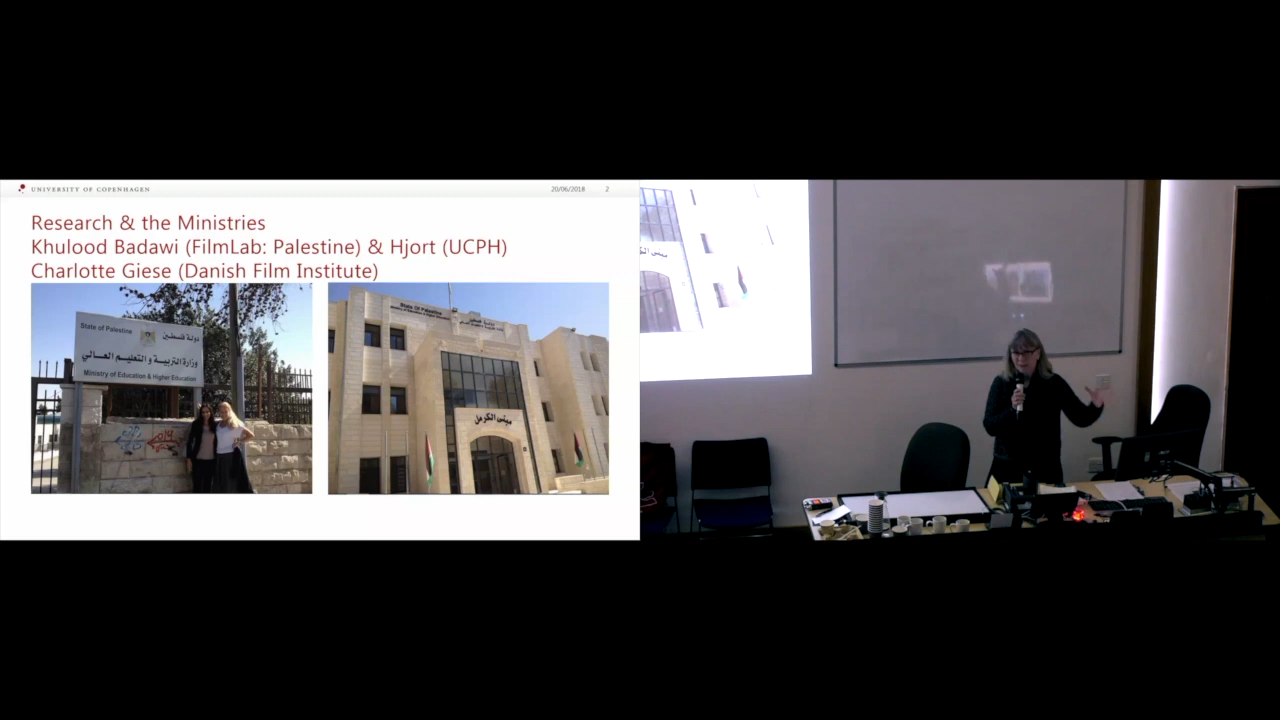 UNIVERSITY OF COPENHAGEN
20/06/2018 2
Research & the Ministries
Khulood Badawi (FilmLab: Palestine) & Hjort (UCPH)
Charlotte Giese (Danish Film Institute)
State of Palestine دولة فلسطين
وزارة التربية و التعليم العالي
Ministry of Education & Higher Education
State Of Palestine
مبنى الكرمل